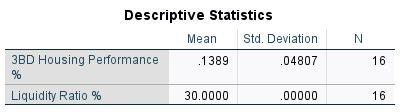 Descriptive Statistics
Mean Std. Deviation N
3BD Housing Performance % .1389 .04807 16
Liquidity Ratio % 30.0000 .00000 16